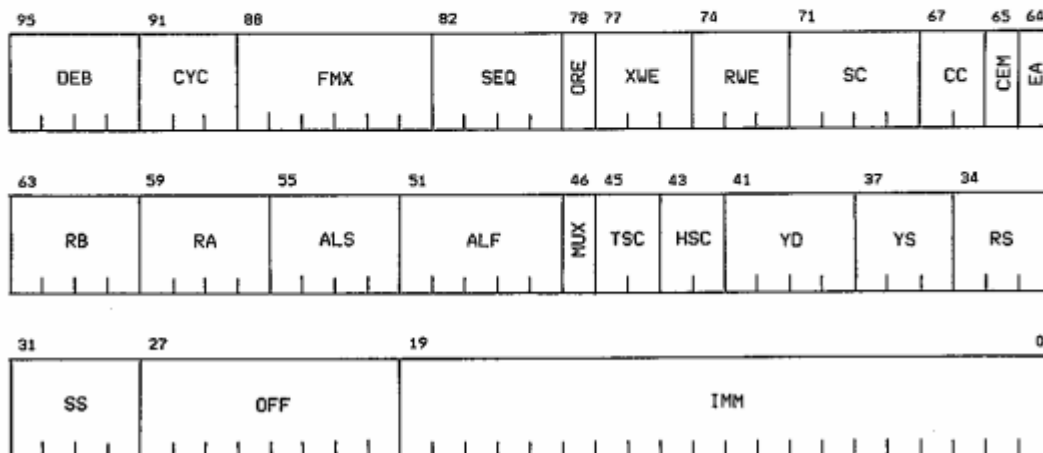 95 91 88 82 78 77 74 71 67 65 64
DEB CYC FMX SEQ ORE XWE RWE SC CC CEM EA
63 59 55 51 46 45 43 41 37 34
RB RA ALS ALF MUX TSC HSC YD YS RS
31 27 19 0
SS OFF IMM